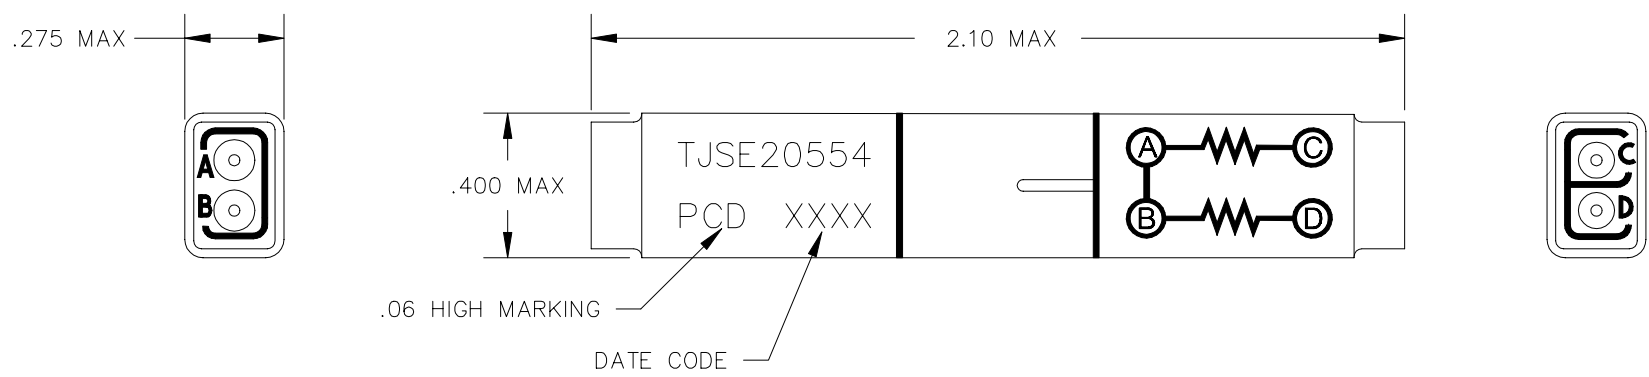 .275 MAX
2.10 MAX
A
B
.400 MAX
TJSE20554
PCD XXXX
A C
B D
C
D
.06 HIGH MARKING
DATE CODE